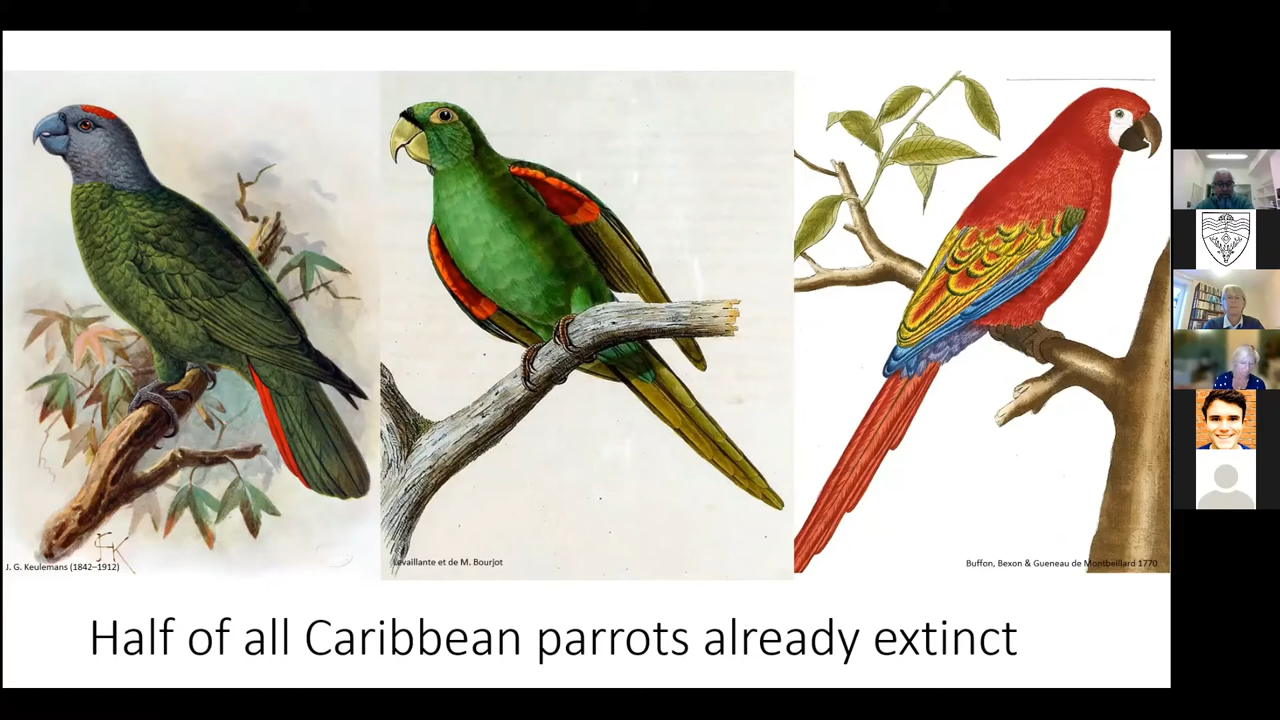 FK
J. G. Keulemans (1842–1912)
Levaillante et de M. Bourjot
Buffon, Bexon & Gueneau de Montbeillard 1770
Half of all Caribbean parrots already extinct